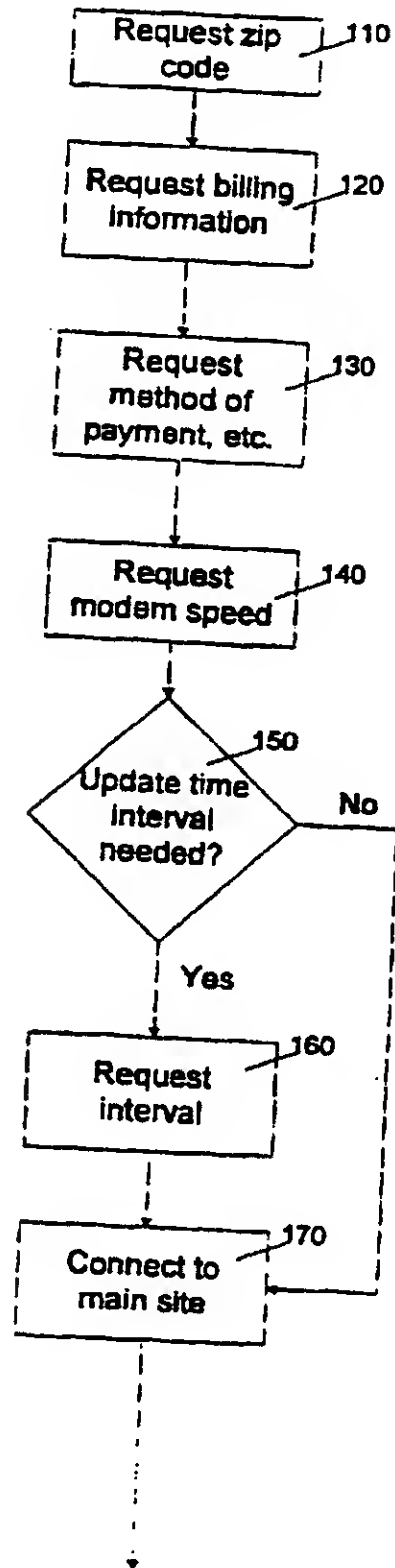 Request zip
code
110
Request billing
information
120
Request
method of
payment, etc.
130
Request
modem speed
140
150
Update time
interval
needed?
No
Yes
160
Request
interval
170
Connect to
main site